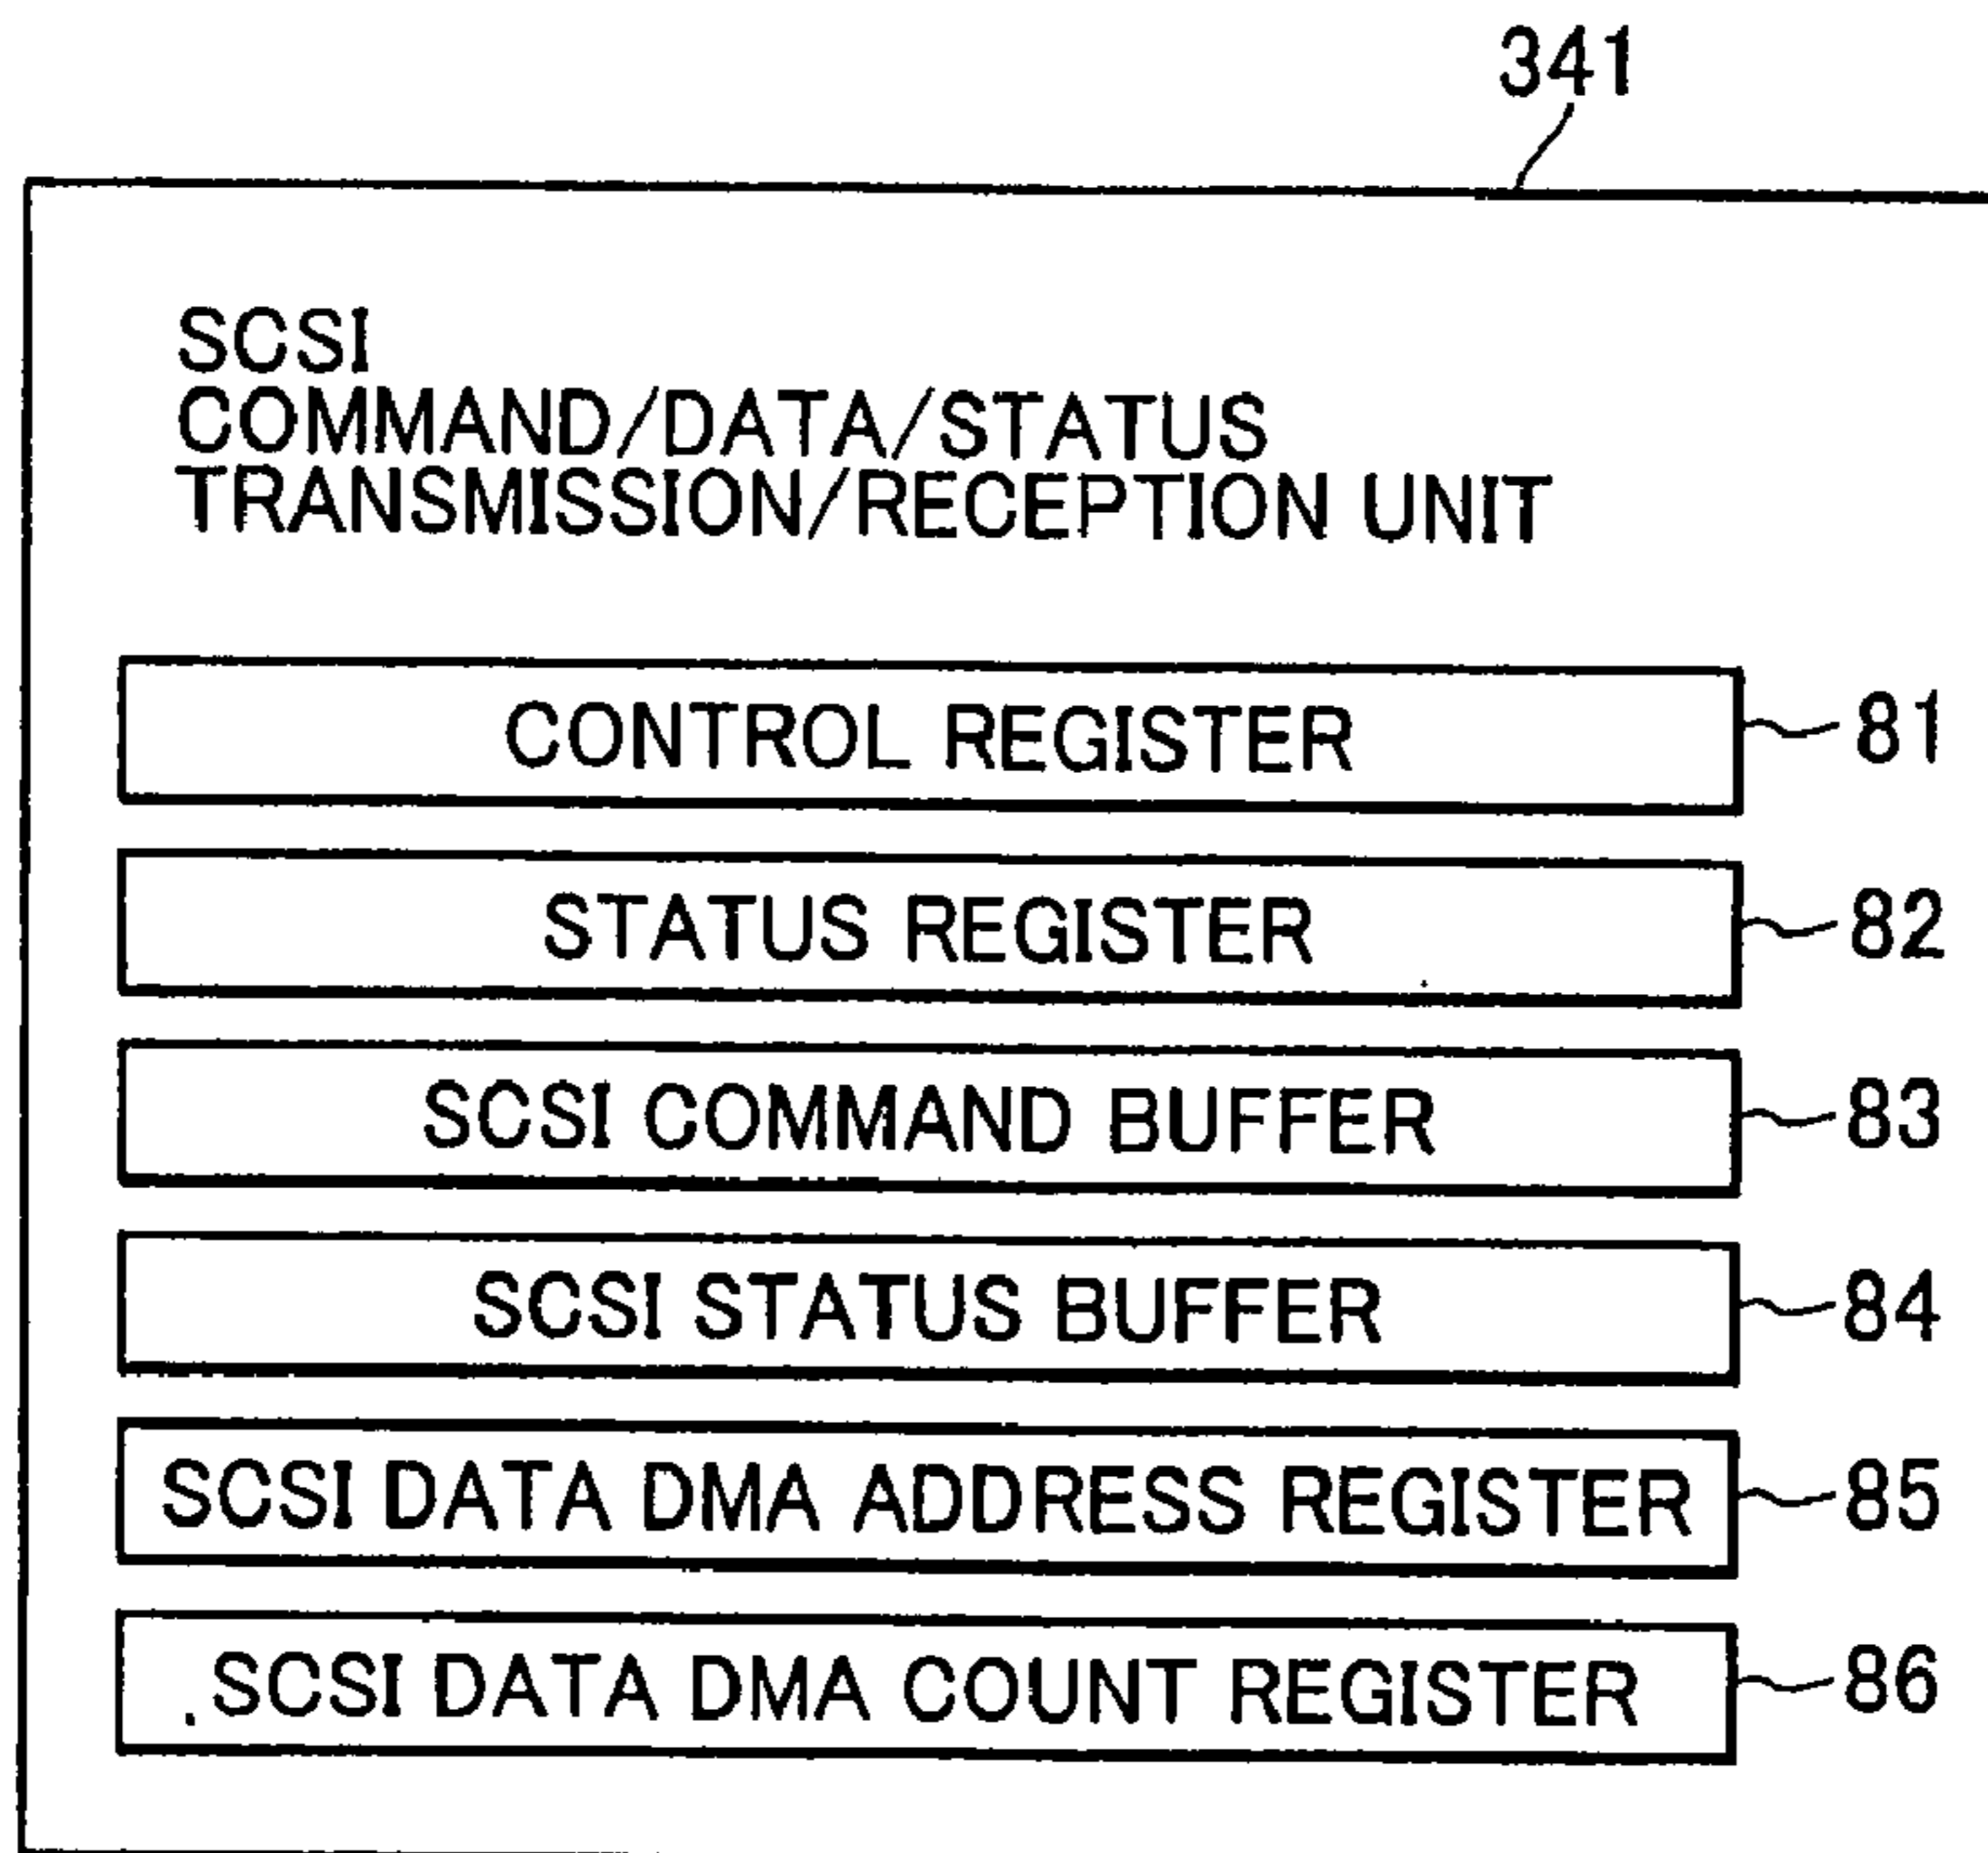 341
SCSI
COMMAND/DATA/STATUS
TRANSMISSION/RECEPTION UNIT
CONTROL REGISTER 81
STATUS REGISTER 82
SCSI COMMAND BUFFER 83
SCSI STATUS BUFFER 84
SCSI DATA DMA ADDRESS REGISTER 85
SCSI DATA DMA COUNT REGISTER 86